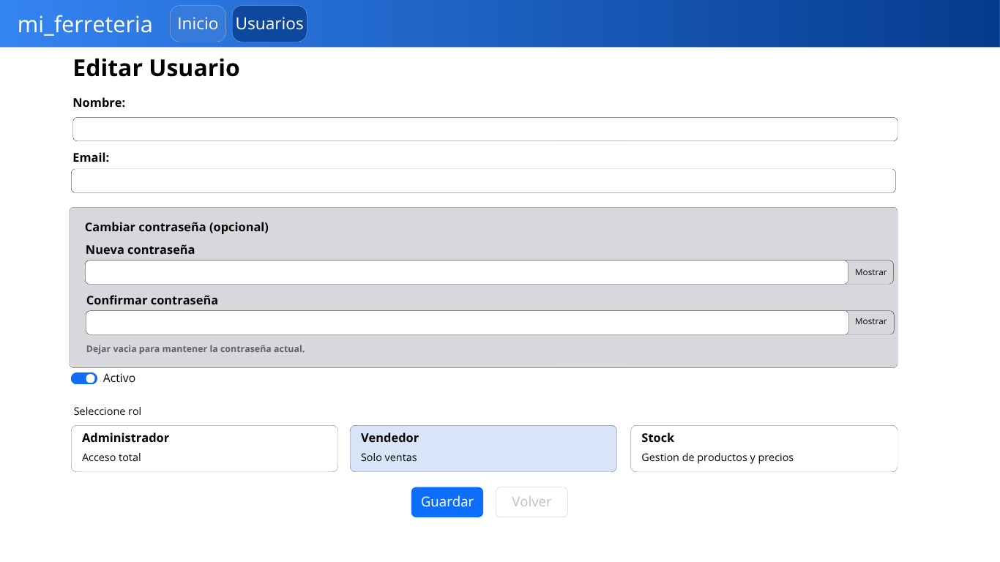 mi_ferreteria Inicio Usuarios
Editar Usuario
Nombre:
Email:
Cambiar contraseña (opcional)
Nueva contraseña
Mostrar
Confirmar contraseña
Mostrar
Dejar vacia para mantener la contraseña actual.
Activo
Seleccione rol
Administrador
Acceso total
Vendedor
Solo ventas
Stock
Gestion de productos y precios
Guardar Volver